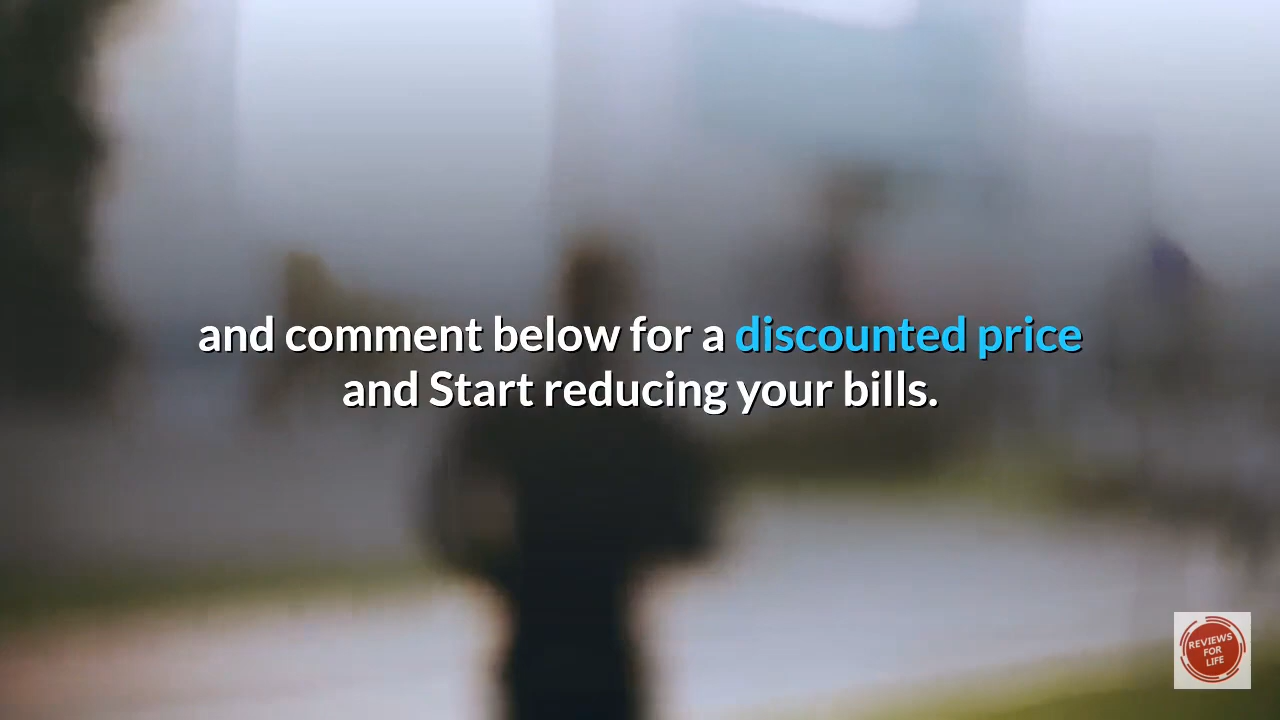 and comment below for a discounted price
and Start reducing your bills.
REVIEWS
FOR
LIFE